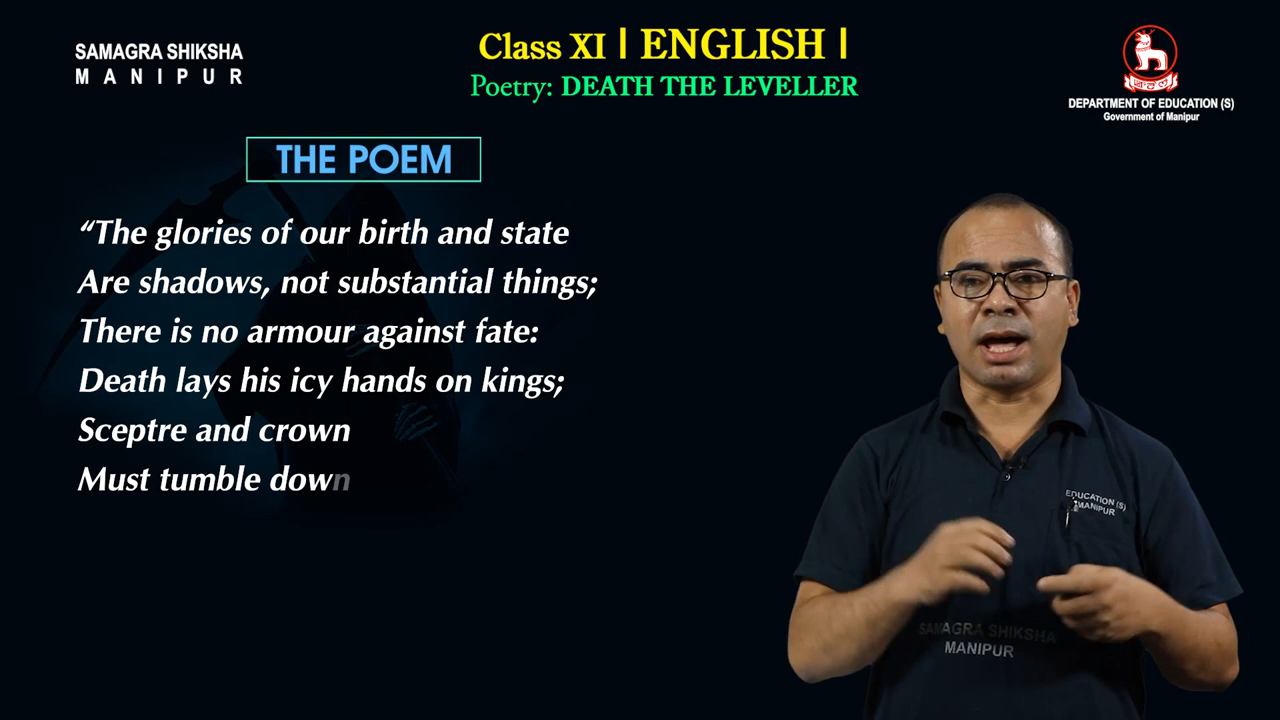 SAMAGRA SHIKSHA
MANIPUR
Class XI | ENGLISH |
Poetry: DEATH THE LEVELLER
DEPARTMENT OF EDUCATION (S)
Government of Manipur
THE POEM
“The glories of our birth and state
Are shadows, not substantial things;
There is no armour against fate:
Death lays his icy hands on kings;
Sceptre and crown
Must tumble down
EDUCATION (S)
MANIPUR
SAMAGRA SHIKSHA
MANIPUR